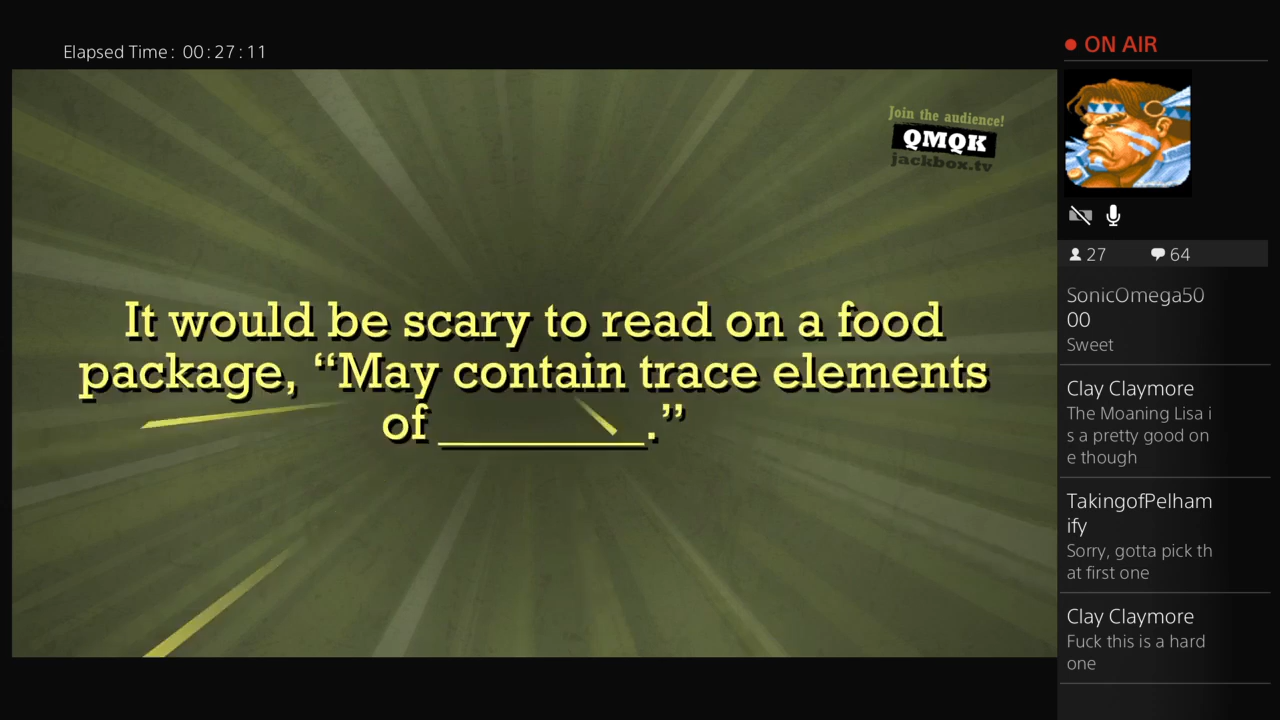 Elapsed Time: 00:27:11
ON AIR
Join the audience!
QMQK
jackbox.tv
It would be scary to read on a food
package, “May contain trace elements
of ________.”
27 64
SonicOmega50
00
Sweet
Clay Claymore
The Moaning Lisa i
s a pretty good on
e though
TakingofPelham
ify
Sorry, gotta pick th
at first one
Clay Claymore
Fuck this is a hard
one